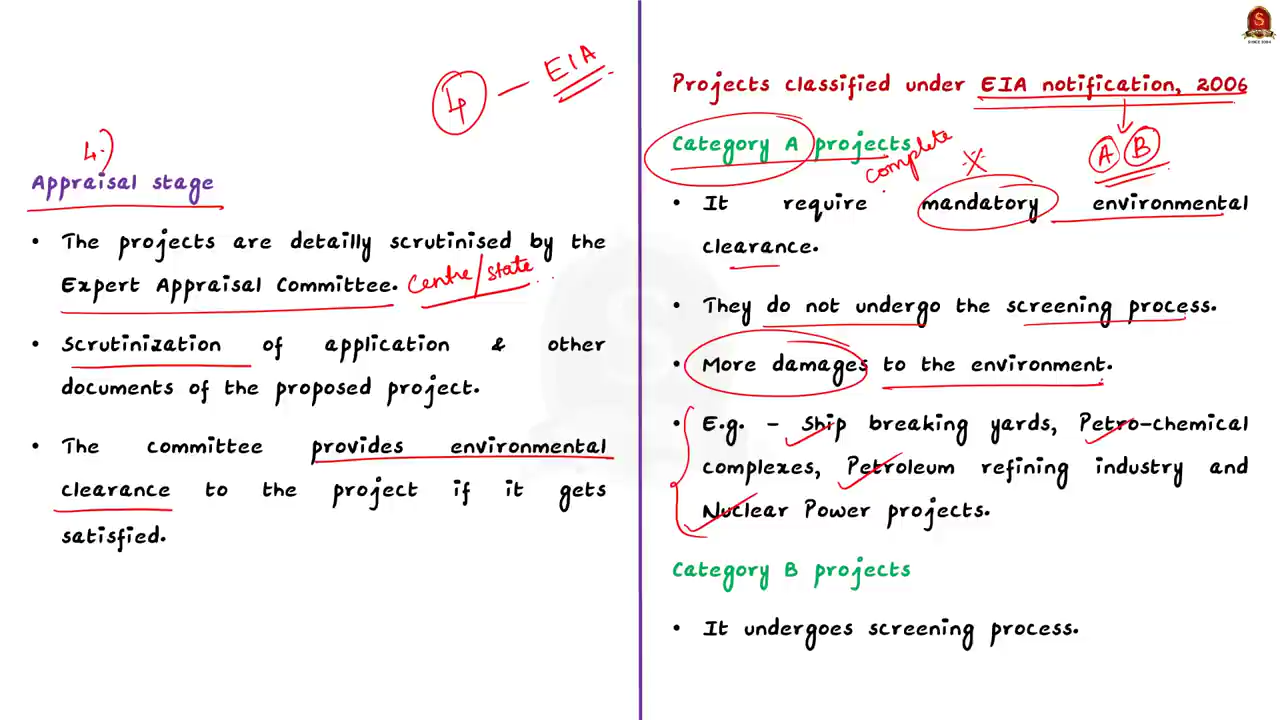 4 - EIA
4.)
Appraisal stage
• The projects are detailly scrutinised by the
Expert Appraisal Committee. Centre/State
• Scrutinization of application & other
documents of the proposed project.
• The committee provides environmental
clearance to the project if it gets
satisfied.
S
SINCE 2004
Projects classified under EIA notification, 2006
A B
Category A projects
complete
• It require mandatory environmental
clearance.
• They do not undergo the screening process.
• More damages to the environment.
• E.g. - Ship breaking yards, Petro-chemical
complexes, Petroleum refining industry and
Nuclear Power projects.
Category B projects
• It undergoes screening process.